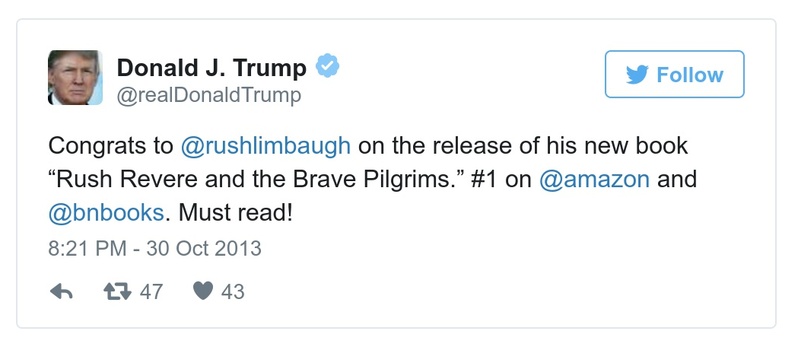 Donald J. Trump
@realDonaldTrump
Follow
Congrats to @rushlimbaugh on the release of his new book
“Rush Revere and the Brave Pilgrims.” #1 on @amazon and
@bnbooks. Must read!
8:21 PM - 30 Oct 2013
47 43